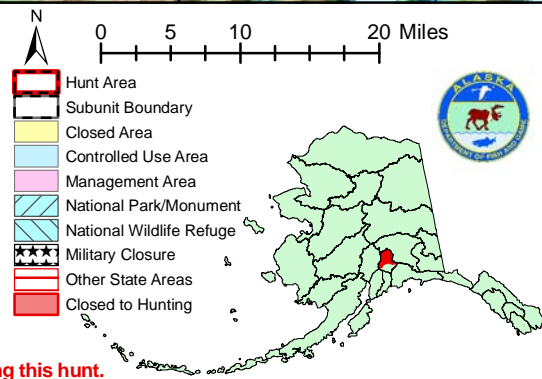 N
0 5 10 20 Miles
Hunt Area
Subunit Boundary
Closed Area
Controlled Use Area
Management Area
National Park/Monument
National Wildlife Refuge
Military Closure
Other State Areas
Closed to Hunting
ALASKA
DEPARTMENT OF FISH AND GAME
ng this hunt.